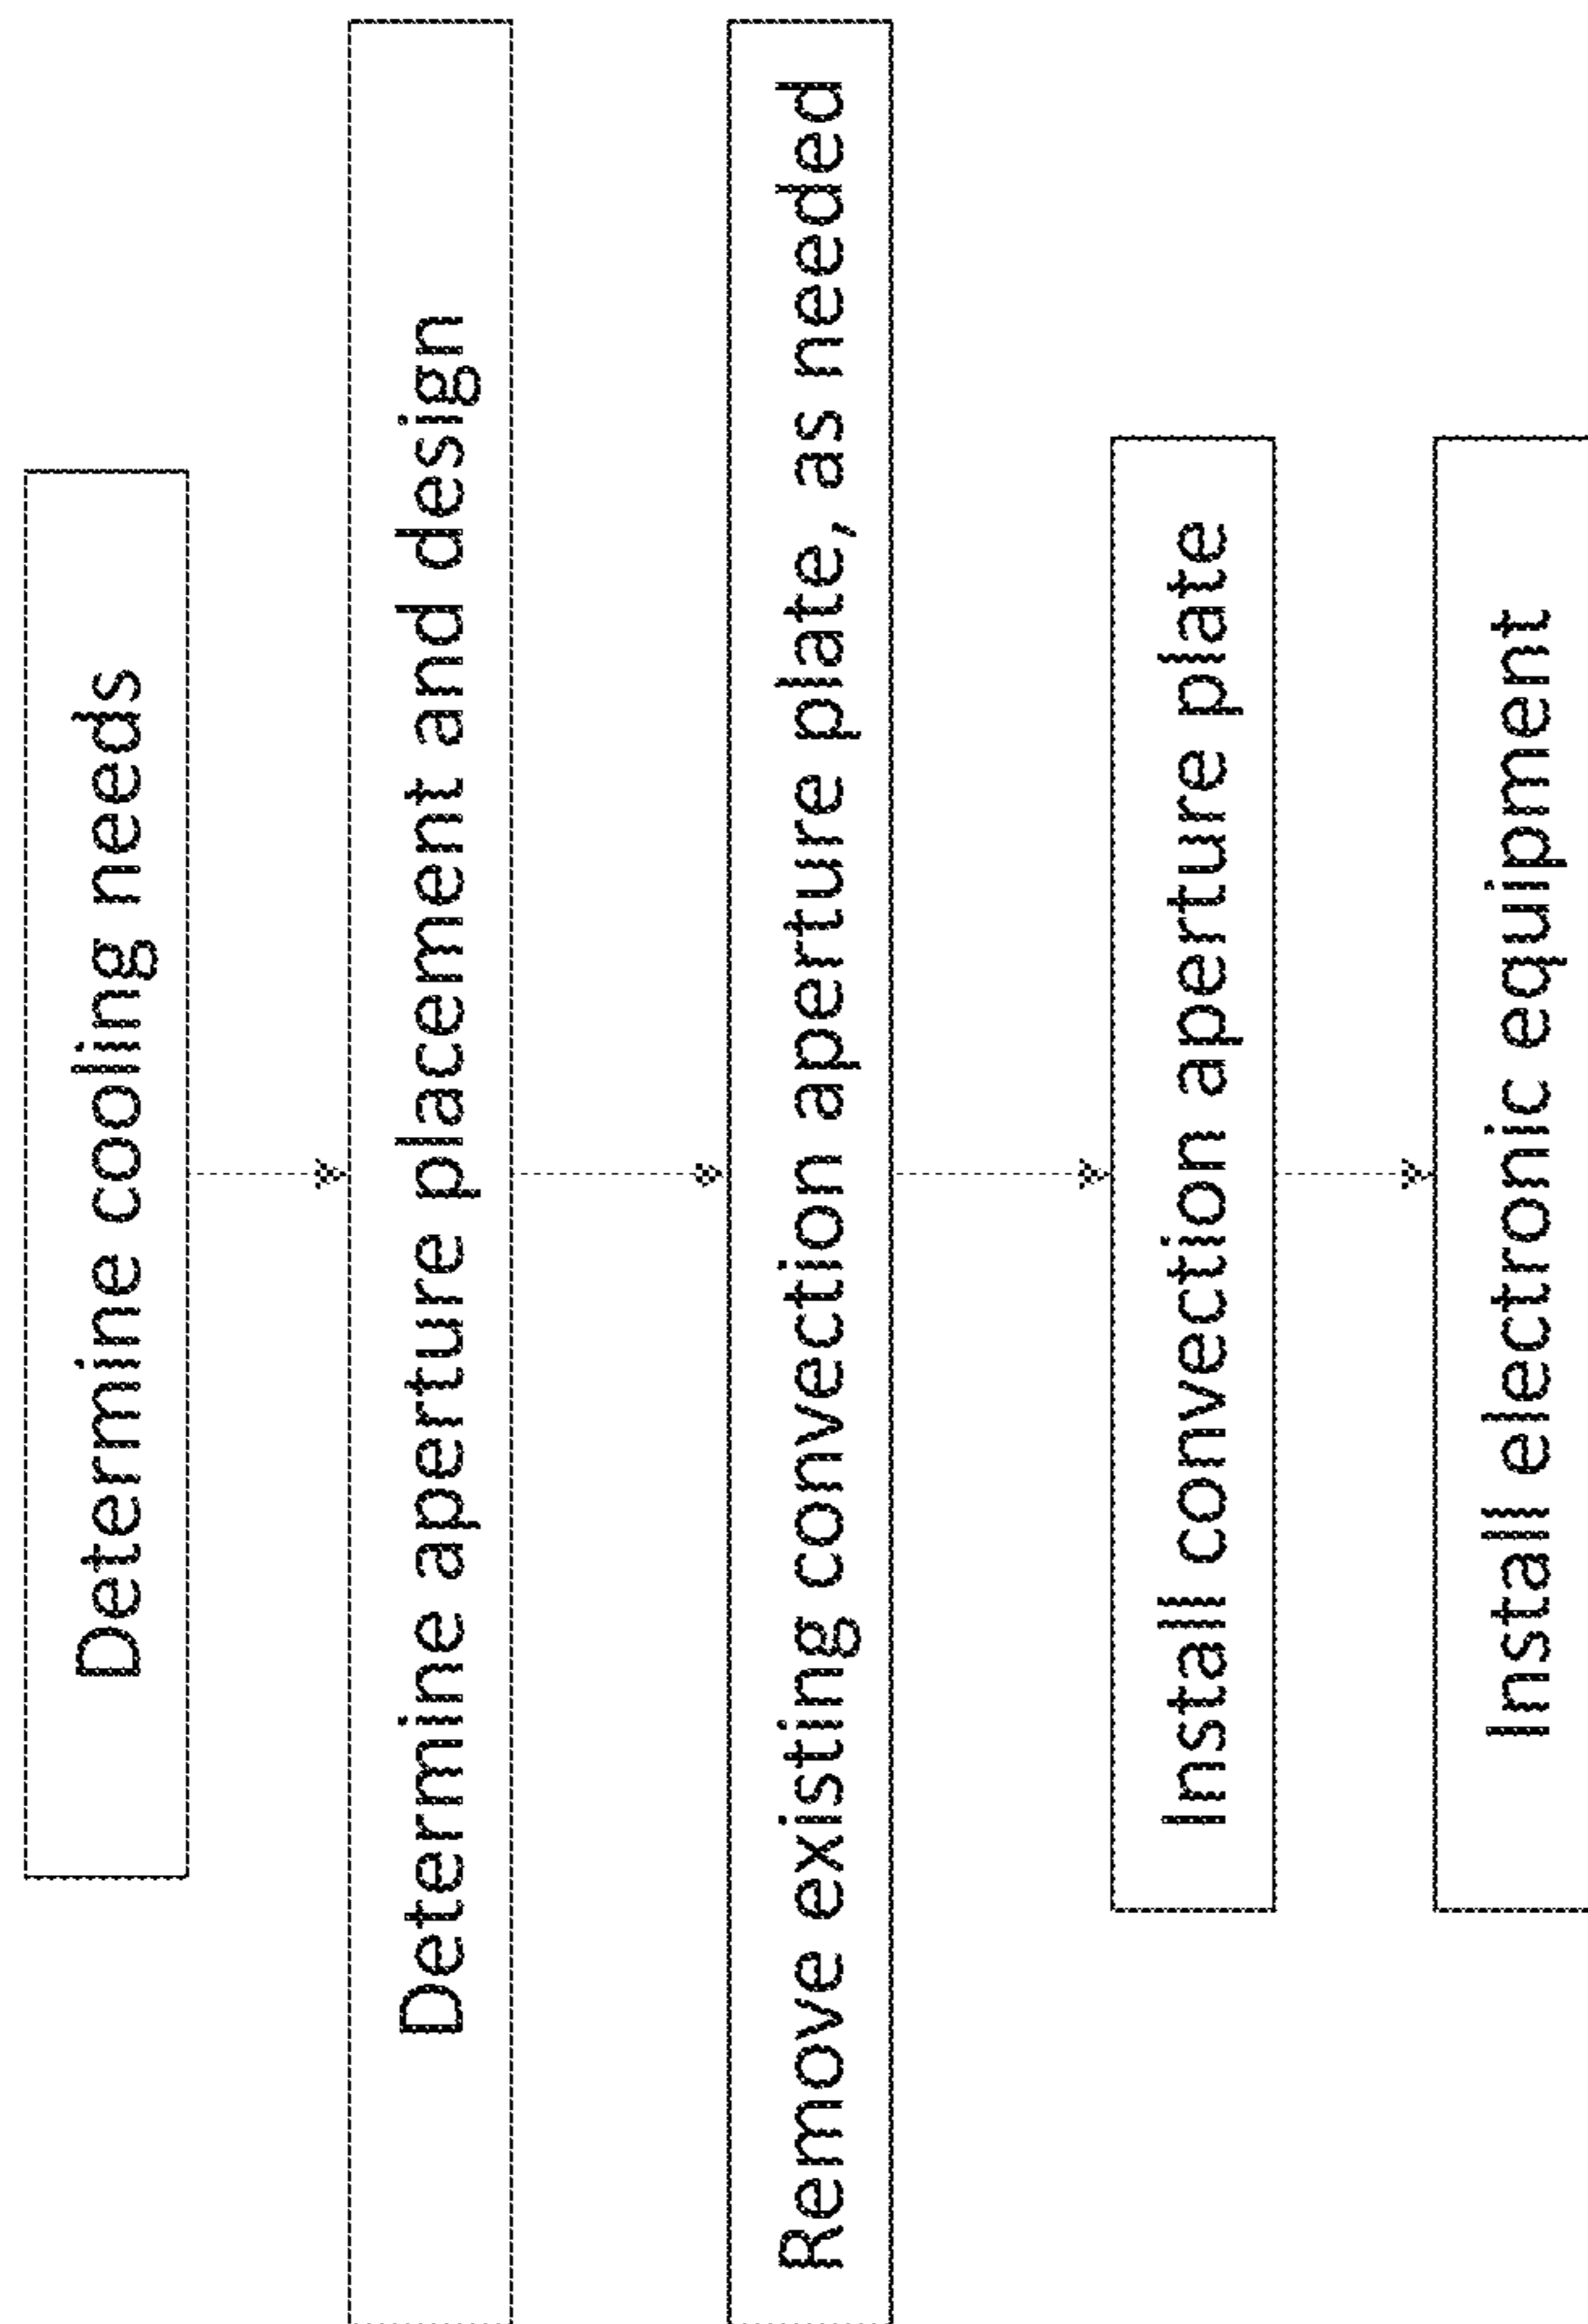 Determine cooling needs
Determine aperture placement and design
Remove existing convection aperture plate, as needed
Install convection aperture plate
Install electronic equipment